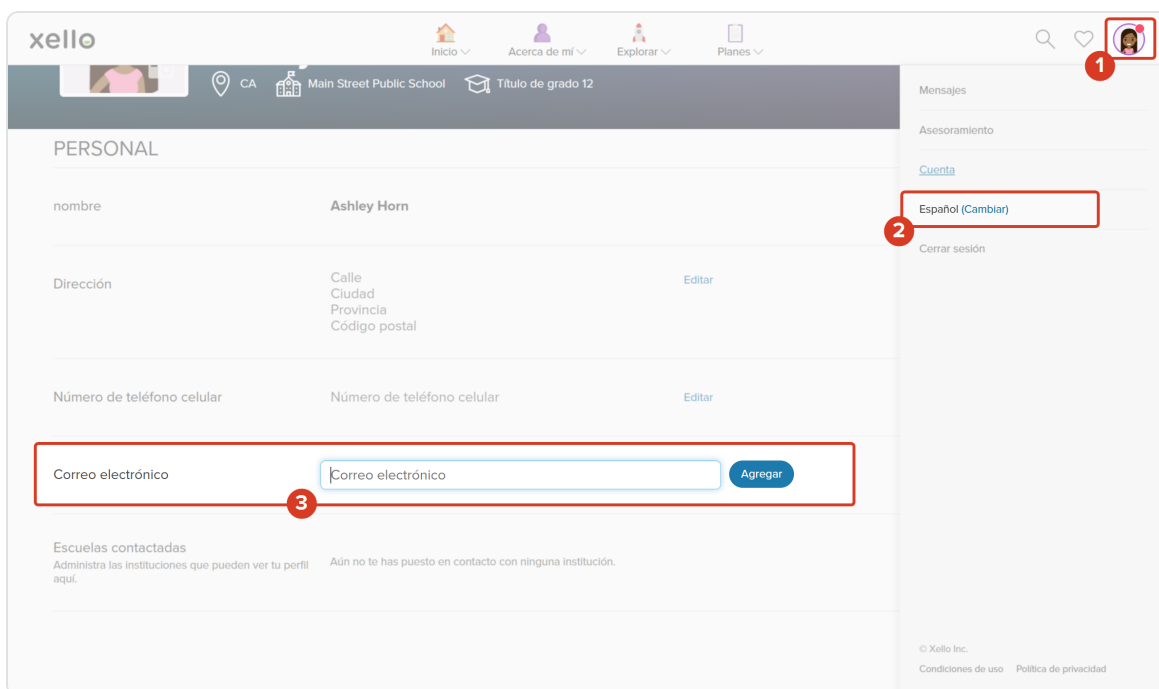 xello
Inicio
Acerca de mí
Explorar
Planes
1
CA
Main Street Public School
Título de grado 12
Mensajes
Asesoramiento
Cuenta
Español (Cambiar)
2
Cerrar sesión
PERSONAL
nombre
Ashley Horn
Dirección
Calle
Ciudad
Provincia
Código postal
Editar
Número de teléfono celular
Número de teléfono celular
Editar
Correo electrónico
Correo electrónico
Agregar
3
Escuelas contactadas
Administra las instituciones que pueden ver tu perfil
aquí.
Aún no te has puesto en contacto con ninguna institución.
© Xello Inc.
Condiciones de uso Política de privacidad